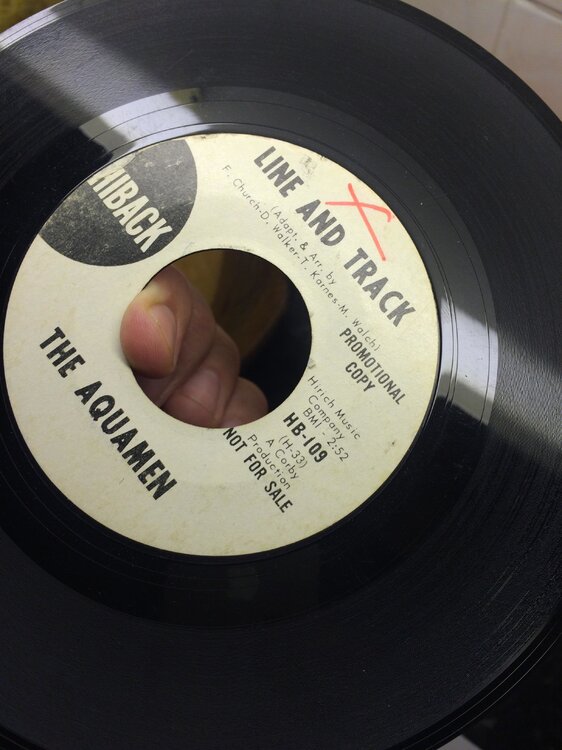 HIBACK
LINE AND TRACK
(Adapt. & Arr. by
F. Church-D. Walker-T. Karnes-M. Walch)
PROMOTIONAL
COPY
Hirich Music
Company
BMI - 2:52
HB-109
(H-33)
A Corby
Production
NOT FOR SALE
THE AQUAMEN